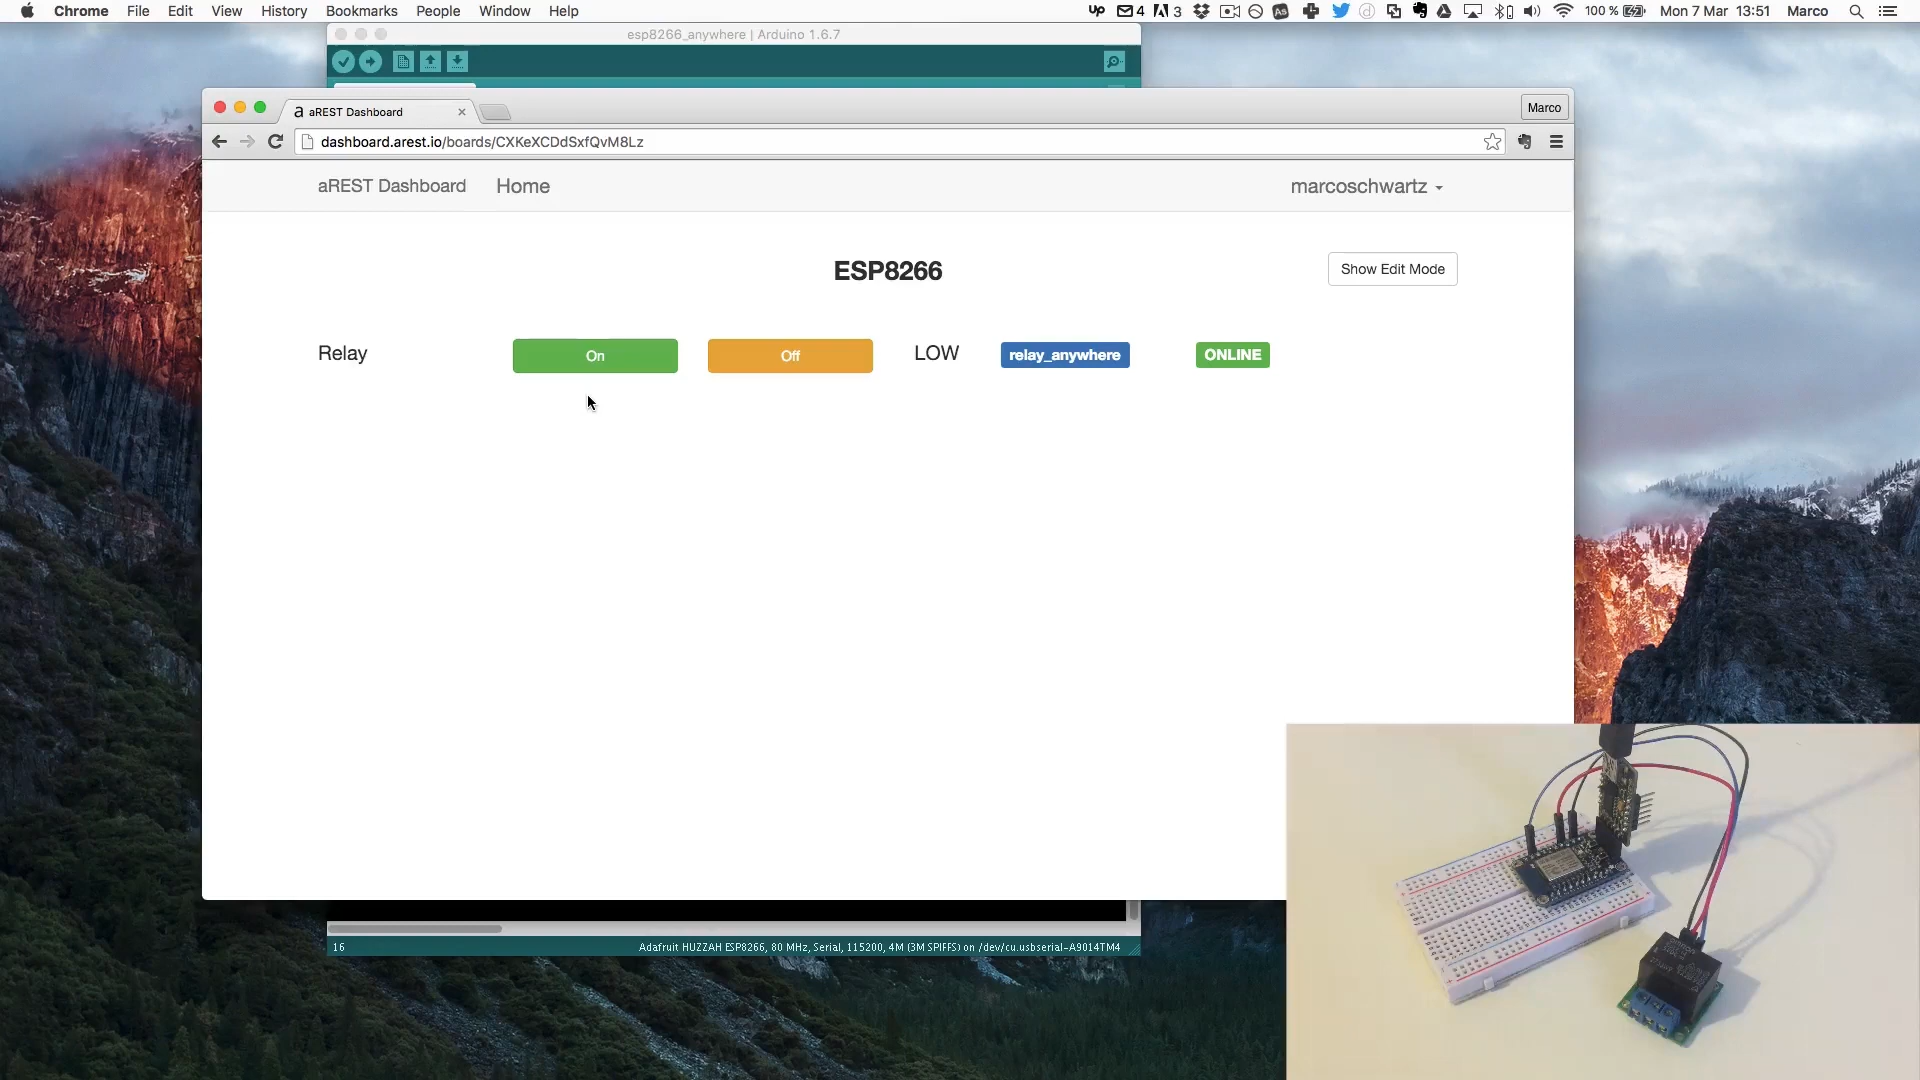 Chrome File Edit View History Bookmarks People Window Help
4 3 100 % Mon 7 Mar 13:51 Marco
esp8266_anywhere | Arduino 1.6.7
a aREST Dashboard
Marco
dashboard.arest.io/boards/CXKeXCDdSxfQvM8Lz
aREST Dashboard Home marcoschwartz
ESP8266
Show Edit Mode
Relay On Off LOW relay_anywhere ONLINE
16 Adafruit HUZZAH ESP8266, 80 MHz, Serial, 115200, 4M (3M SPIFFS) on /dev/cu.usbserial-A9014TM4